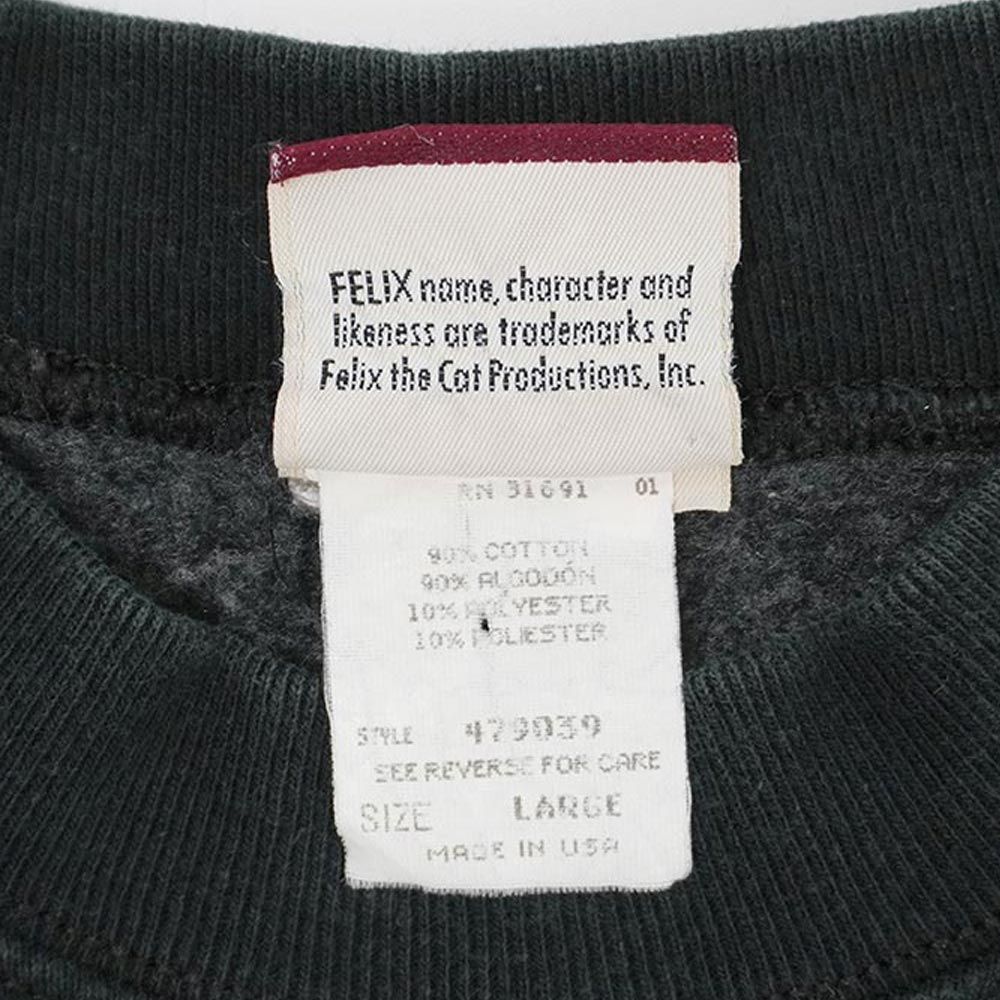 FELIX name, character and
likeness are trademarks of
Felix the Cat Productions, Inc.
RN 31691 01
90% COTTON
90% ALGODÓN
10% POLYESTER
10% POLIESTER
STYLE 479039
SEE REVERSE FOR CARE
SIZE LARGE
MADE IN USA